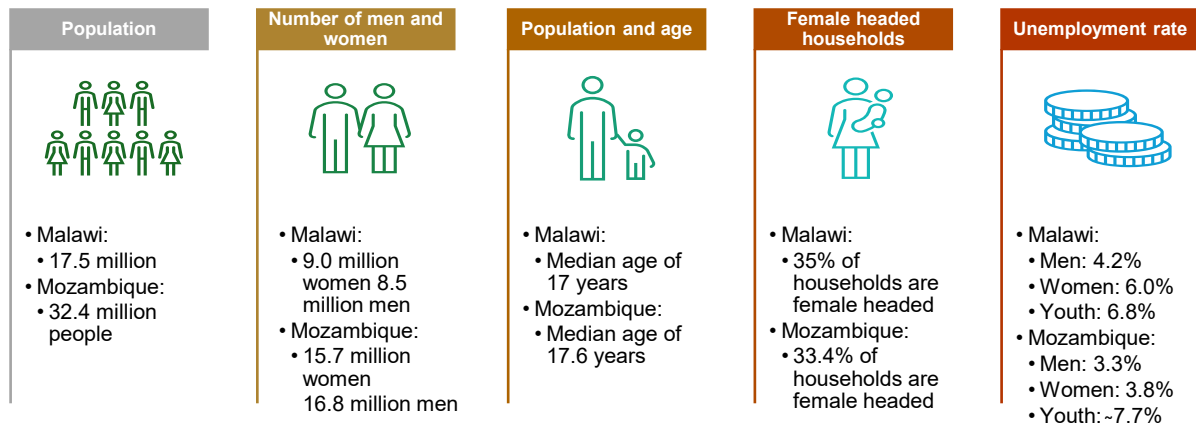 Population
• Malawi:
• 17.5 million
• Mozambique:
• 32.4 million
people
Number of men and
women
• Malawi:
• 9.0 million
women 8.5
million men
• Mozambique:
• 15.7 million
women
16.8 million men
Population and age
• Malawi:
• Median age of
17 years
• Mozambique:
• Median age of
17.6 years
Female headed
households
• Malawi:
• 35% of
households are
female headed
• Mozambique:
• 33.4% of
households are
female headed
Unemployment rate
• Malawi:
• Men: 4.2%
• Women: 6.0%
• Youth: 6.8%
• Mozambique:
• Men: 3.3%
• Women: 3.8%
• Youth: ~7.7%